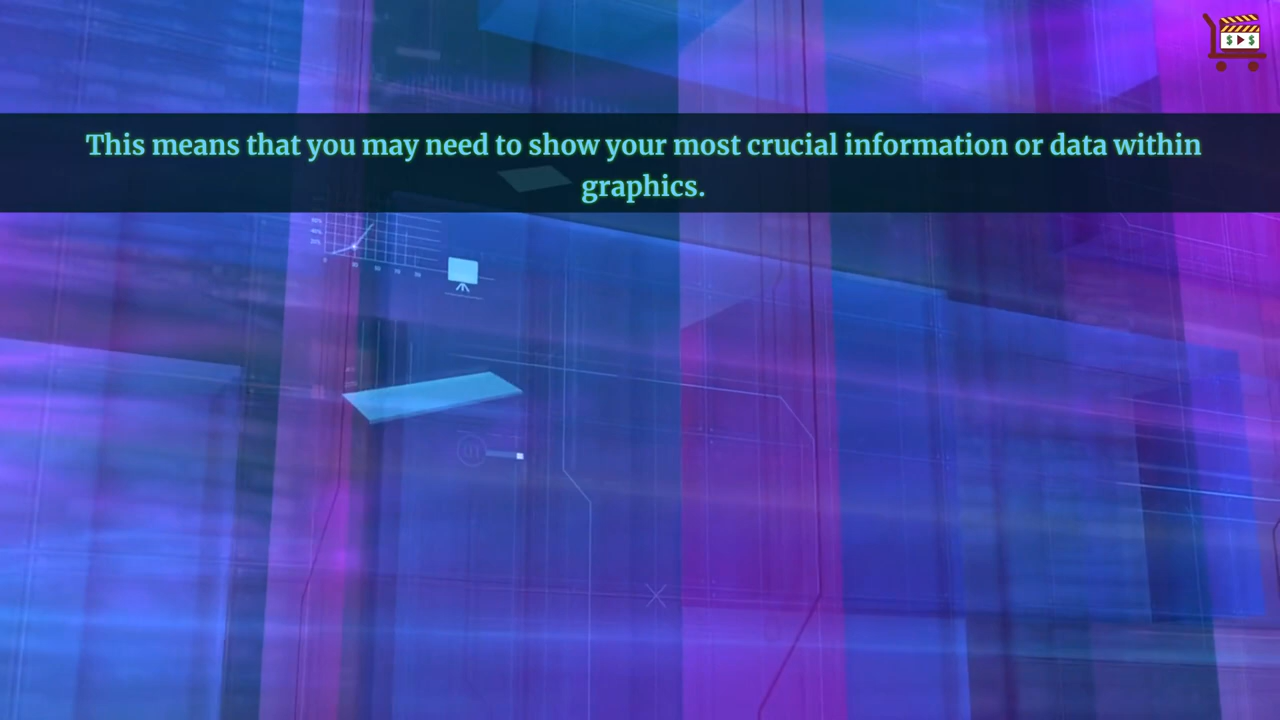 This means that you may need to show your most crucial information or data within
graphics.
$ $